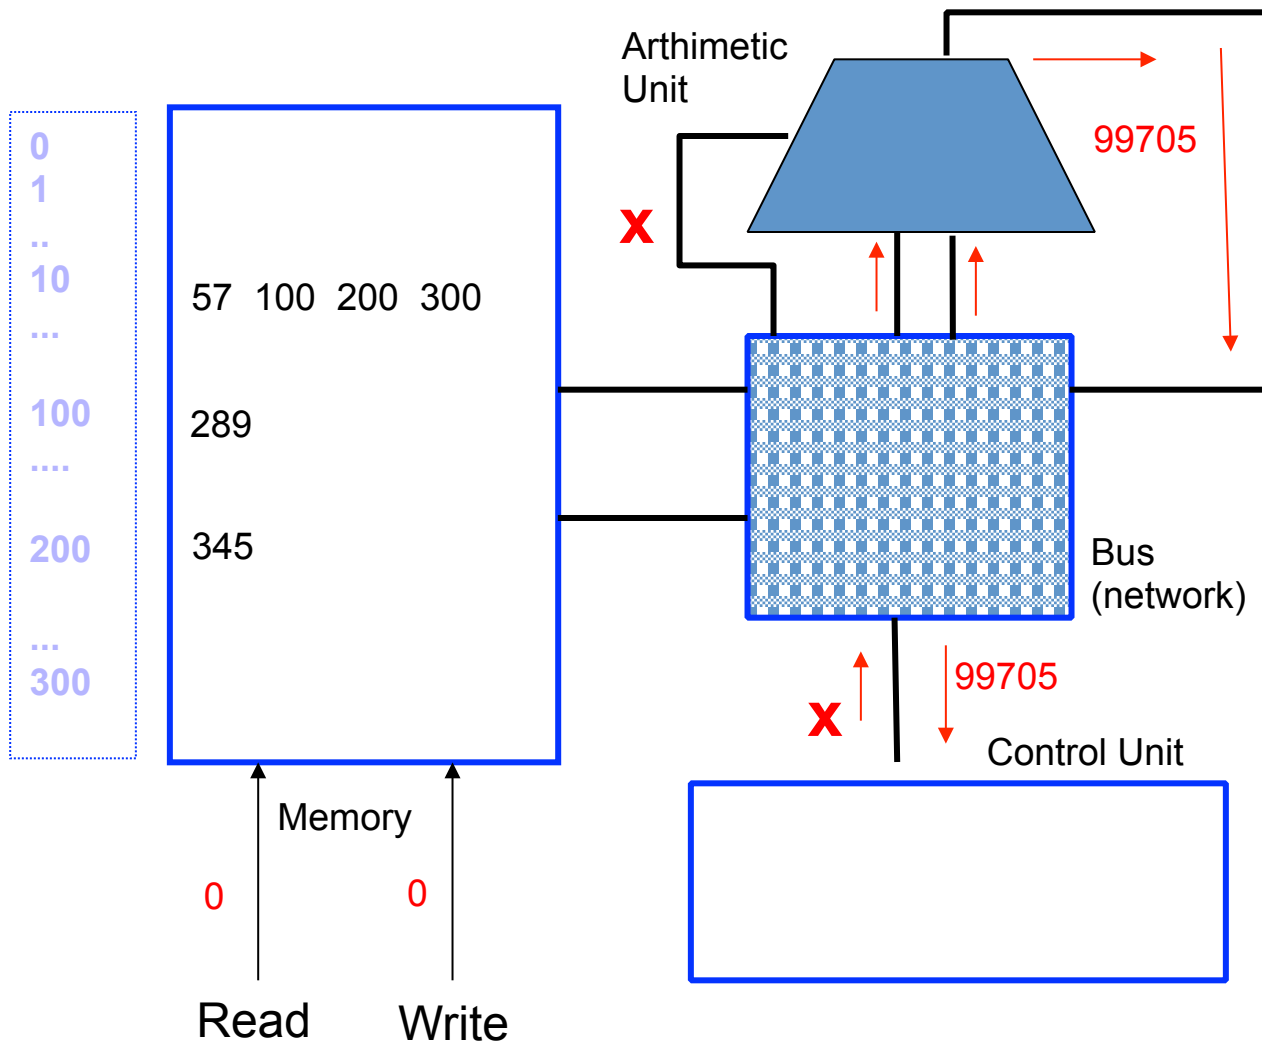 Arthimetic
Unit
0
1
..
10
...
100
....
200
...
300
57 100 200 300
289
345
x
99705
Bus
(network)
x
99705
Control Unit
Memory
0
0
Read
Write